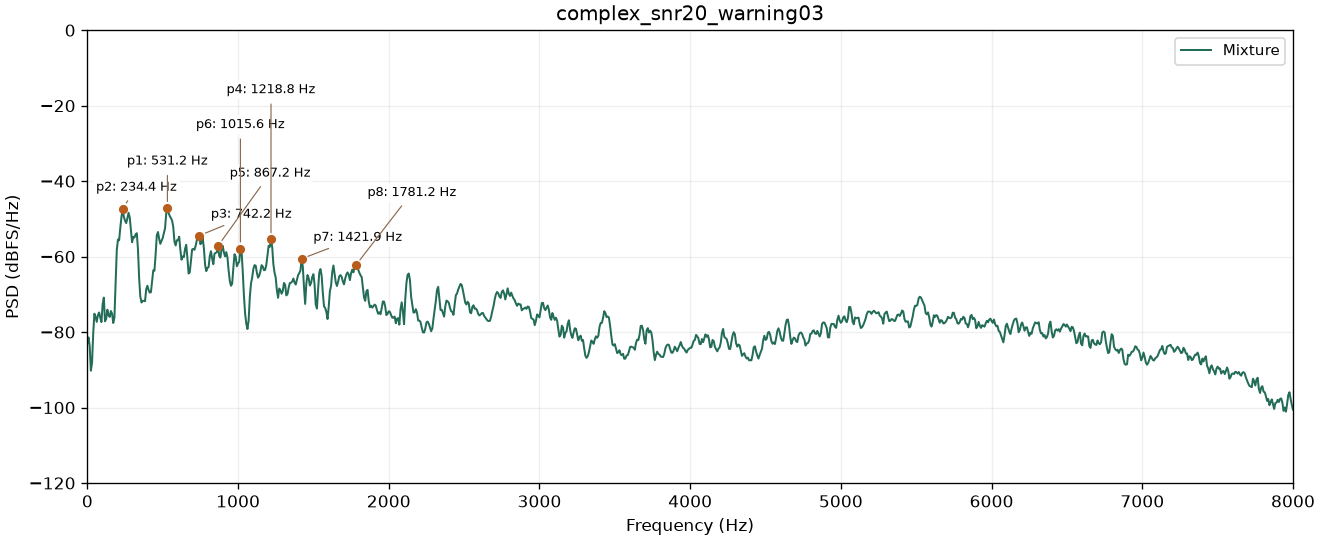 complex_snr20_warning03
Mixture
p4: 1218.8 Hz
p6: 1015.6 Hz
p1: 531.2 Hz
p5: 867.2 Hz
p2: 234.4 Hz
p8: 1781.2 Hz
p3: 742.2 Hz
p7: 1421.9 Hz
PSD (dBFS/Hz)
0
−20
−40
−60
−80
−100
−120
0 1000 2000 3000 4000 5000 6000 7000 8000
Frequency (Hz)